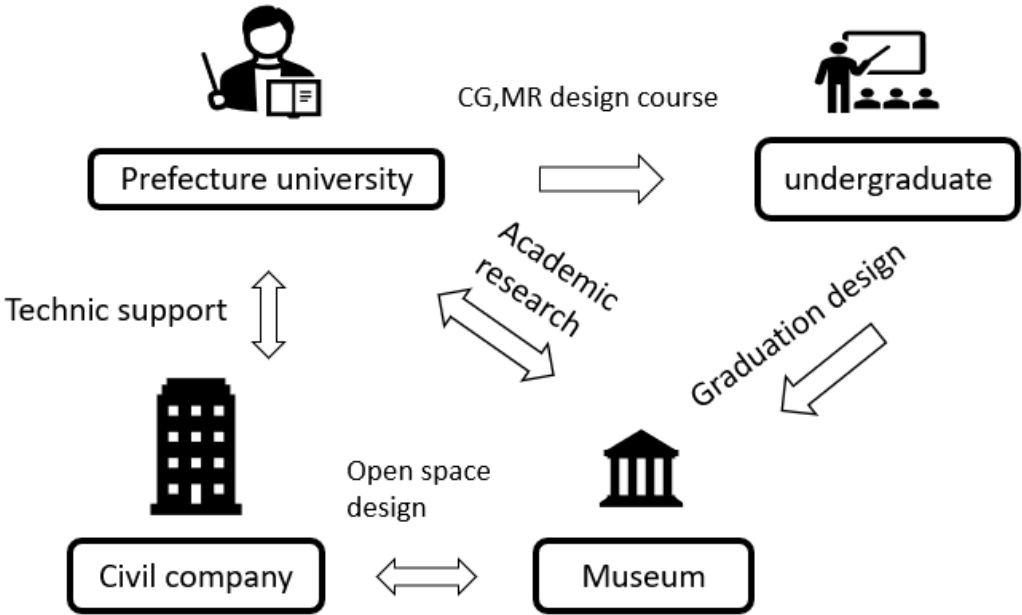 CG,MR design course
Prefecture university
undergraduate
Academic
research
Graduation design
Technic support
Open space
design
Civil company
Museum